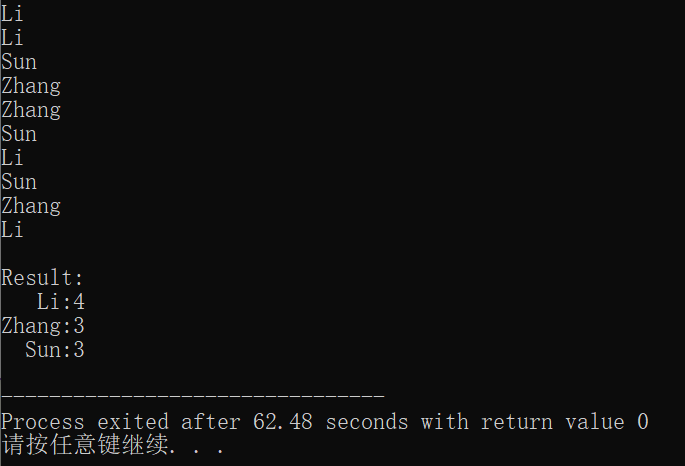 Li
Li
Sun
Zhang
Zhang
Sun
Li
Sun
Zhang
Li
Result:
Li:4
Zhang:3
Sun:3
--------------------------------
Process exited after 62.48 seconds with return value 0
请按任意键继续. . .